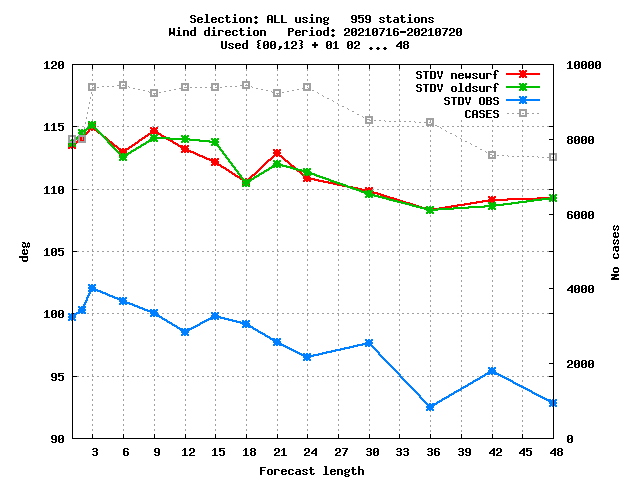 Selection: ALL using   959 stations
Wind direction   Period: 20210716-20210720
Used {00,12} + 01 02 ... 48
120
115
110
105
100
95
90
deg
10000
8000
6000
4000
2000
0
No cases
STDV newsurf
STDV oldsurf
STDV OBS
CASES
3 6 9 12 15 18 21 24 27 30 33 36 39 42 45 48
Forecast length